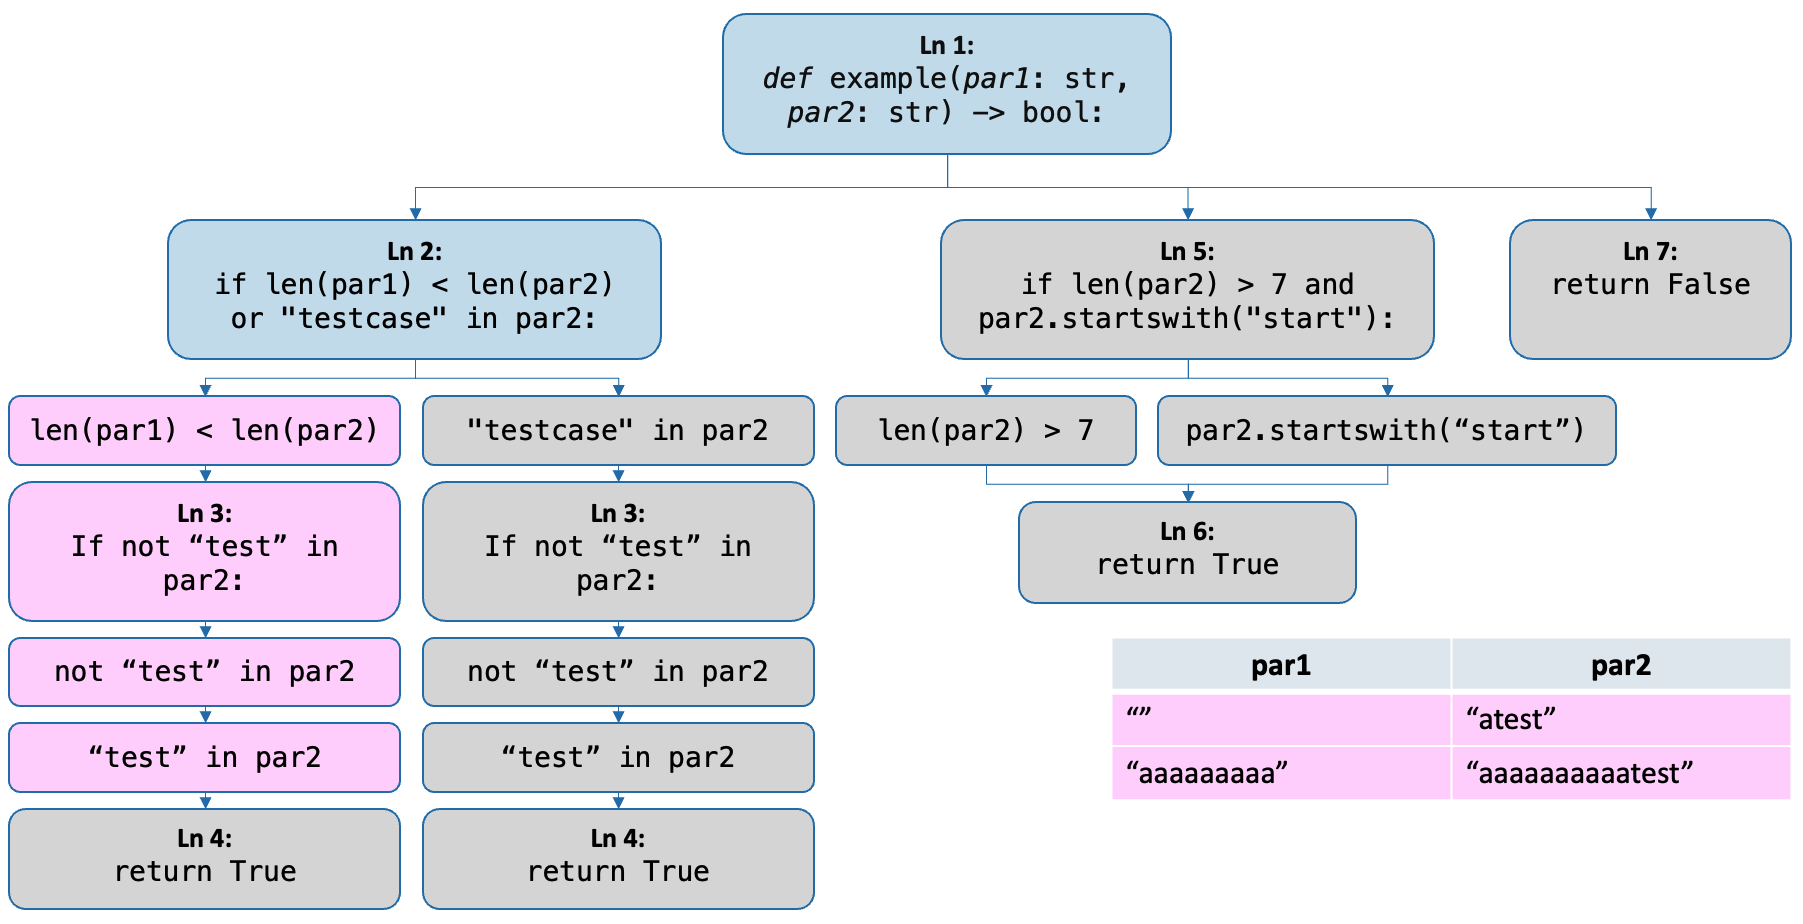 Ln 1:
def example(par1: str,
par2: str) –> bool:
Ln 2:
if len(par1) < len(par2)
or "testcase" in par2:
Ln 5:
if len(par2) > 7 and
par2.startswith("start"):
Ln 7:
return False
len(par1) < len(par2)
"testcase" in par2
len(par2) > 7
par2.startswith(“start”)
Ln 3:
If not “test” in
par2:
Ln 3:
If not “test” in
par2:
Ln 6:
return True
not “test” in par2
not “test” in par2
“test” in par2
“test” in par2
Ln 4:
return True
Ln 4:
return True
par1 par2
“” “atest”
“aaaaaaaaa” “aaaaaaaaaatest”